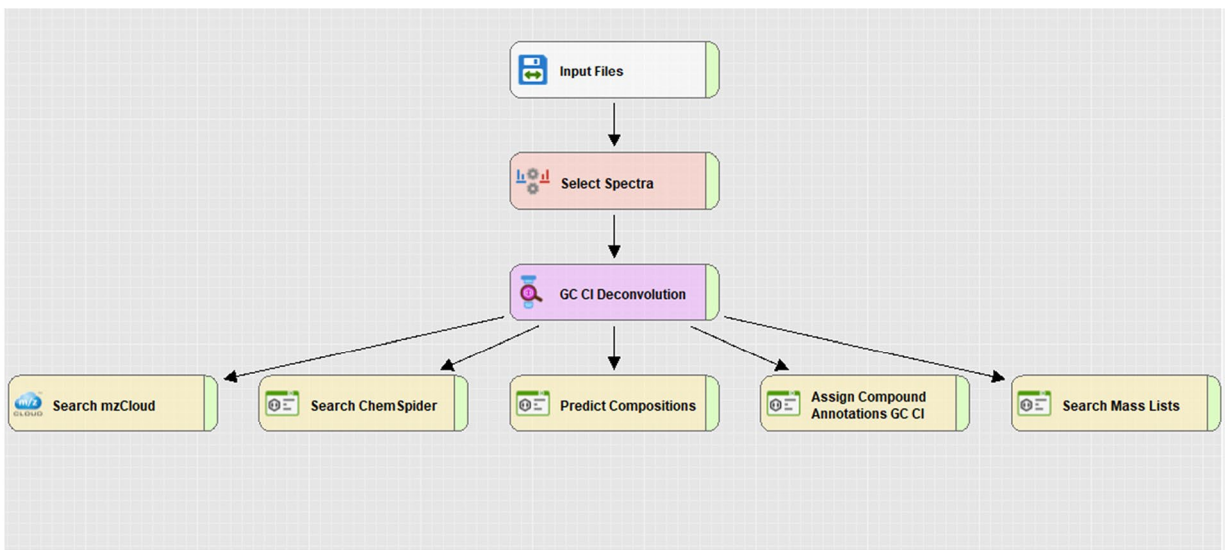 Input Files
Select Spectra
GC CI Deconvolution
m/z
CLOUD
Search mzCloud
Search ChemSpider
Predict Compositions
Assign Compound
Annotations GC CI
Search Mass Lists